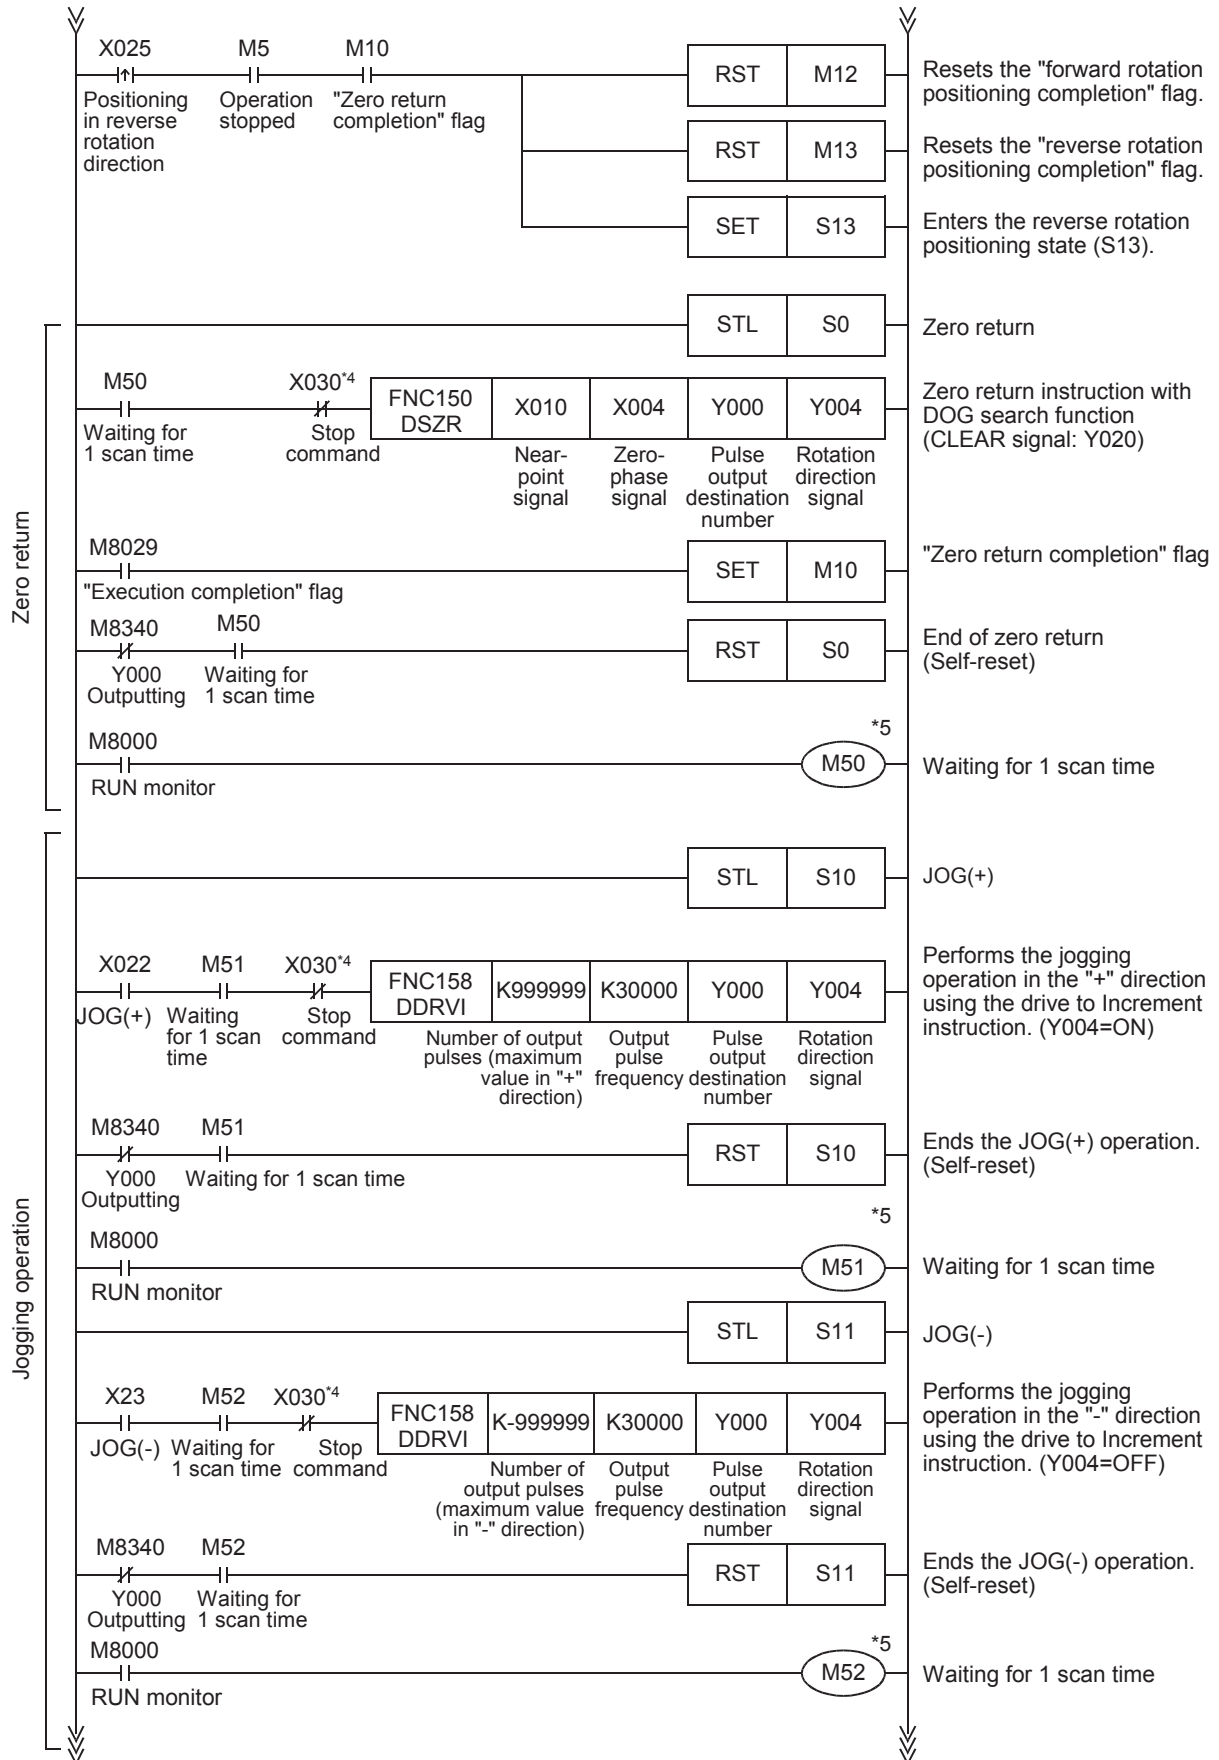 X025 M5 M10
RST M12
Resets the "forward rotation
positioning completion" flag.
Positioning
in reverse
rotation
direction
Operation
stopped
"Zero return
completion" flag
RST M13
Resets the "reverse rotation
positioning completion" flag.
SET S13
Enters the reverse rotation
positioning state (S13).
Zero return
STL S0
Zero return
M50 X030*4
FNC150
DSZR
X010 X004 Y000 Y004
Zero return instruction with
DOG search function
(CLEAR signal: Y020)
Waiting for
1 scan time
Stop
command
Near-
point
signal
Zero-
phase
signal
Pulse
output
destination
number
Rotation
direction
signal
M8029
SET M10
"Zero return completion" flag
"Execution completion" flag
M8340 M50
RST S0
End of zero return
(Self-reset)
Y000
Outputting
Waiting for
1 scan time
M8000
*5
M50
Waiting for 1 scan time
RUN monitor
Jogging operation
STL S10
JOG(+)
X022 M51 X030*4
FNC158
DDRVI
K999999 K30000 Y000 Y004
Performs the jogging
operation in the "+" direction
using the drive to Increment
instruction. (Y004=ON)
JOG(+)
Waiting
for 1 scan
time
Stop
command
Number of output
pulses (maximum
value in "+"
direction)
Output
pulse
frequency
Pulse
output
destination
number
Rotation
direction
signal
M8340 M51
RST S10
Ends the JOG(+) operation.
(Self-reset)
Y000
Outputting
Waiting for 1 scan time
M8000
*5
M51
Waiting for 1 scan time
RUN monitor
STL S11
JOG(-)
X23 M52 X030*4
FNC158
DDRVI
K-999999 K30000 Y000 Y004
Performs the jogging
operation in the "-" direction
using the drive to Increment
instruction. (Y004=OFF)
JOG(-)
Waiting for
1 scan time
Stop
command
Number of
output pulses
(maximum value
in "-" direction)
Output
pulse
frequency
Pulse
output
destination
number
Rotation
direction
signal
M8340 M52
RST S11
Ends the JOG(-) operation.
(Self-reset)
Y000
Outputting
Waiting for
1 scan time
M8000
*5
M52
Waiting for 1 scan time
RUN monitor